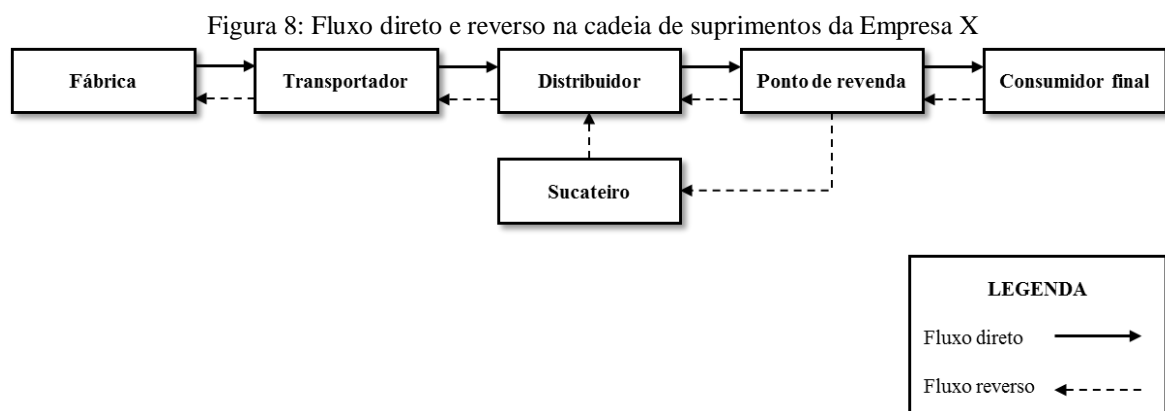 Figura 8: Fluxo direto e reverso na cadeia de suprimentos da Empresa X
Fábrica
Transportador
Distribuidor
Ponto de revenda
Consumidor final
Sucateiro
LEGENDA
Fluxo direto
Fluxo reverso